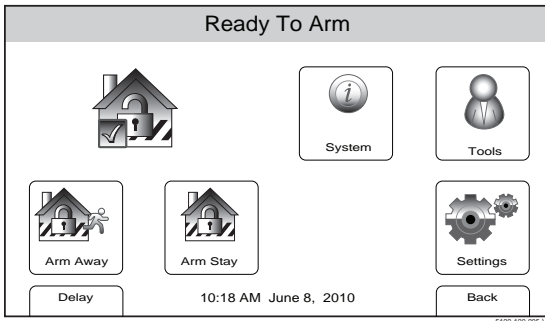 Ready To Arm
i
System
Tools
Arm Away
Arm Stay
Settings
Delay
10:18 AM June 8, 2010
Back